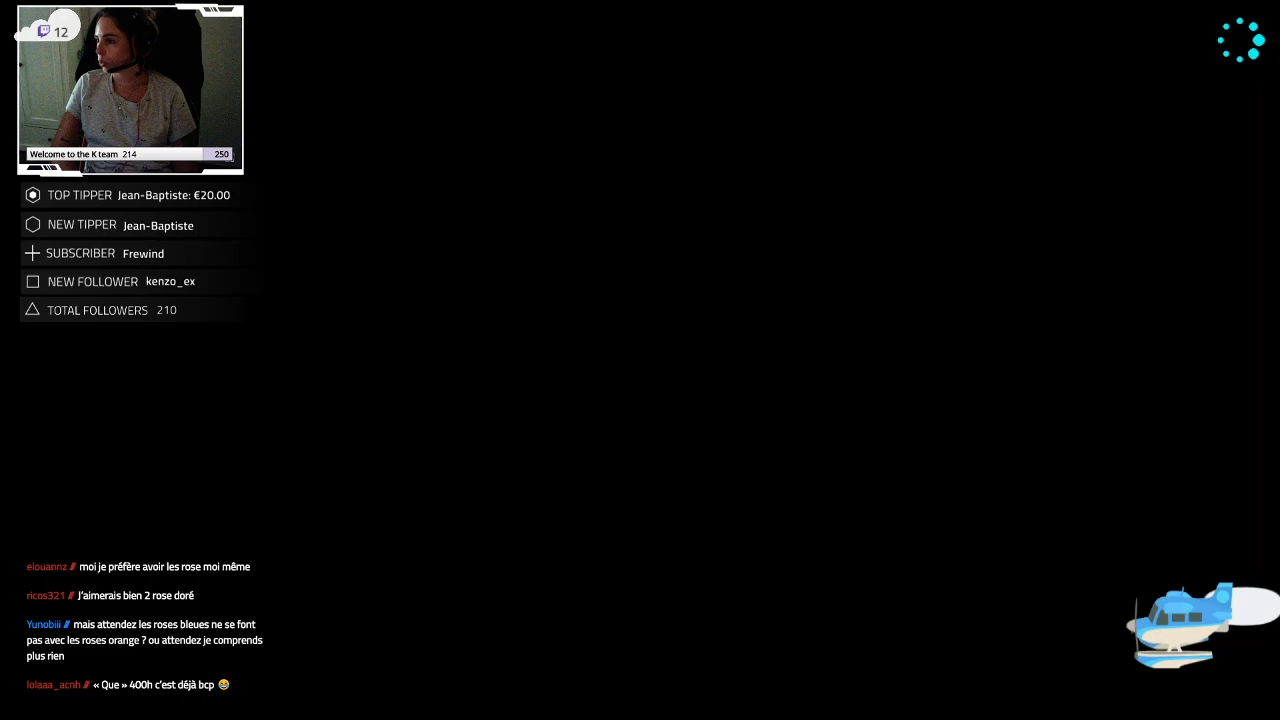 12
Welcome to the K team 214 250
TOP TIPPER Jean-Baptiste: €20.00
NEW TIPPER Jean-Baptiste
SUBSCRIBER Frewind
NEW FOLLOWER kenzo_ex
TOTAL FOLLOWERS 210
elouannz // moi je préfère avoir les rose moi même
ricos321 // J'aimerais bien 2 rose doré
Yunobiii // mais attendez les roses bleues ne se font
pas avec les roses orange ? ou attendez je comprends
plus rien
lolaaa_acnh // « Que » 400h c'est déjà bcp 😂